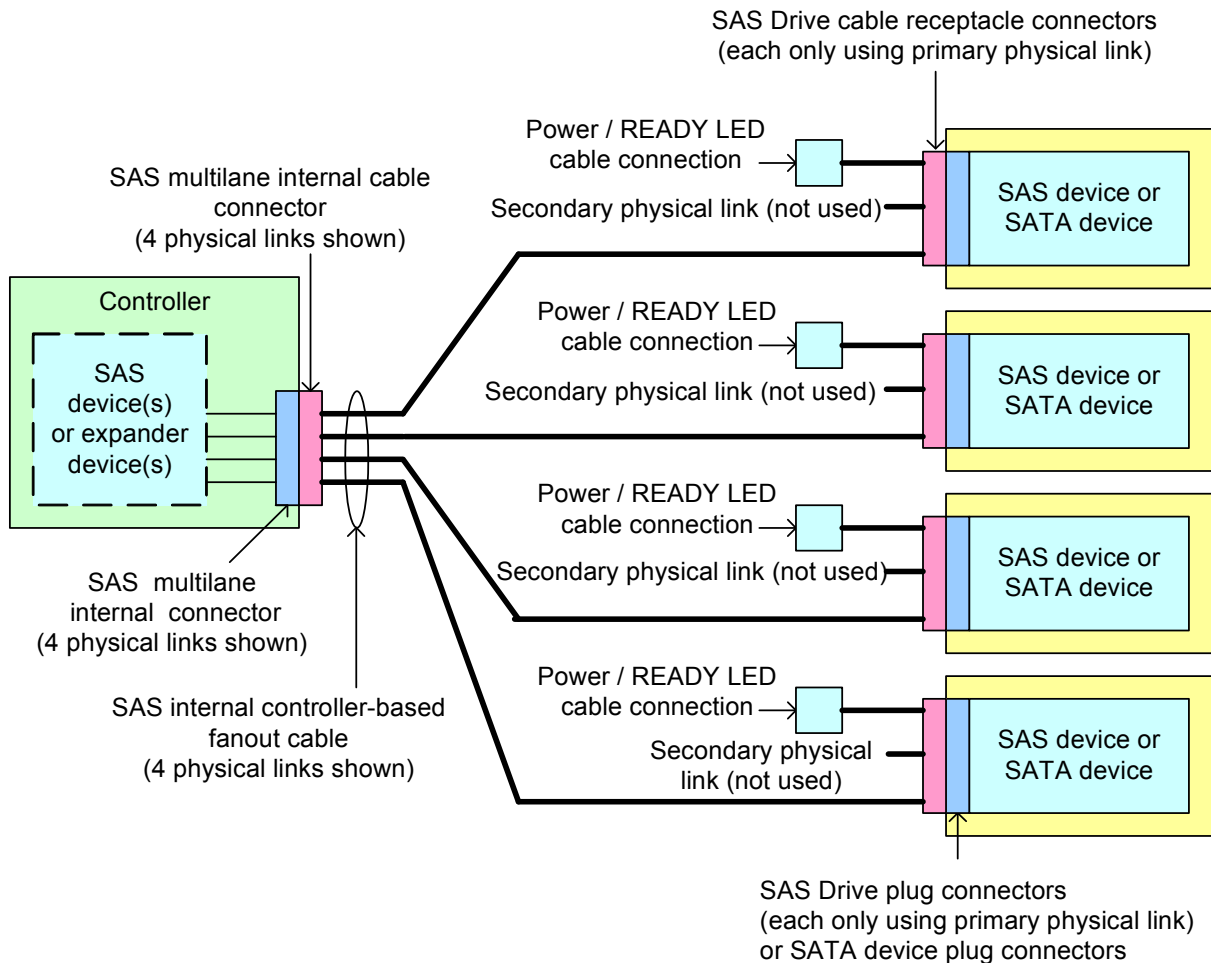 SAS Drive cable receptacle connectors
(each only using primary physical link)
Power / READY LED
cable connection
SAS multilane internal cable
connector
(4 physical links shown)
Secondary physical link (not used)
SAS device or
SATA device
Controller
SAS
device(s)
or expander
device(s)
Power / READY LED
cable connection
Secondary physical link (not used)
SAS device or
SATA device
Power / READY LED
cable connection
Secondary physical link (not used)
SAS device or
SATA device
SAS multilane
internal connector
(4 physical links shown)
SAS internal controller-based
fanout cable
(4 physical links shown)
Power / READY LED
cable connection
Secondary physical
link (not used)
SAS device or
SATA device
SAS Drive plug connectors
(each only using primary physical link)
or SATA device plug connectors